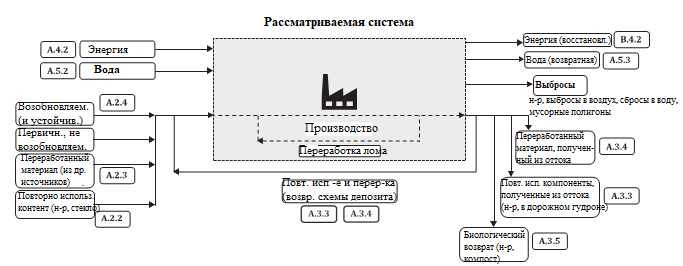 Рассматриваемая система
A.4.2
Энергия
A.5.2
Вода
Возобновляем.
(и устойчив.)
A.2.4
Первичн., не
возобновляем.
Переработанный
материал (из др.
источников)
A.2.3
Повторно использ.
контент (н-р, стекло)
A.2.2
Производство
Переработка лома
Повт. исп -е и перер-ка
(возвр. схемы депозита)
A.3.3
A.3.4
Энергия (восстановл.)
B.4.2
Вода (возвратная)
A.5.3
Выбросы
н-р, выбросы в воздух, сбросы в воду,
мусорные полигоны
Переработанный
материал, получен-
ный из оттока
A.3.4
Повт. исп. компоненты,
полученные из оттока
(н-р, в дорожном гудроне)
A.3.3
Биологический
возврат (н-р,
компост)
A.3.5